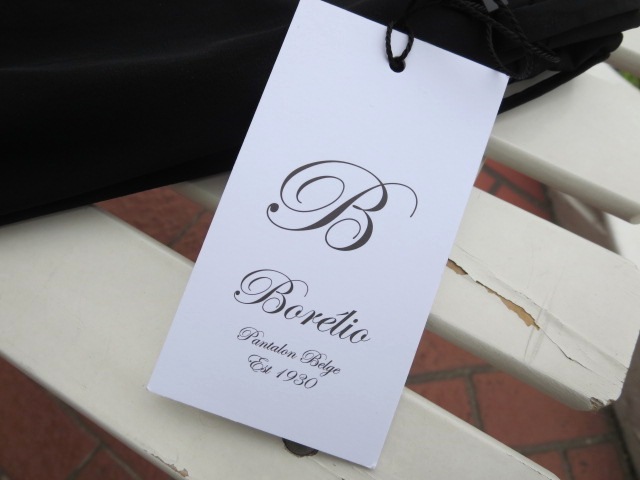 B
Borélio
Pantalon Belge
Est 1930